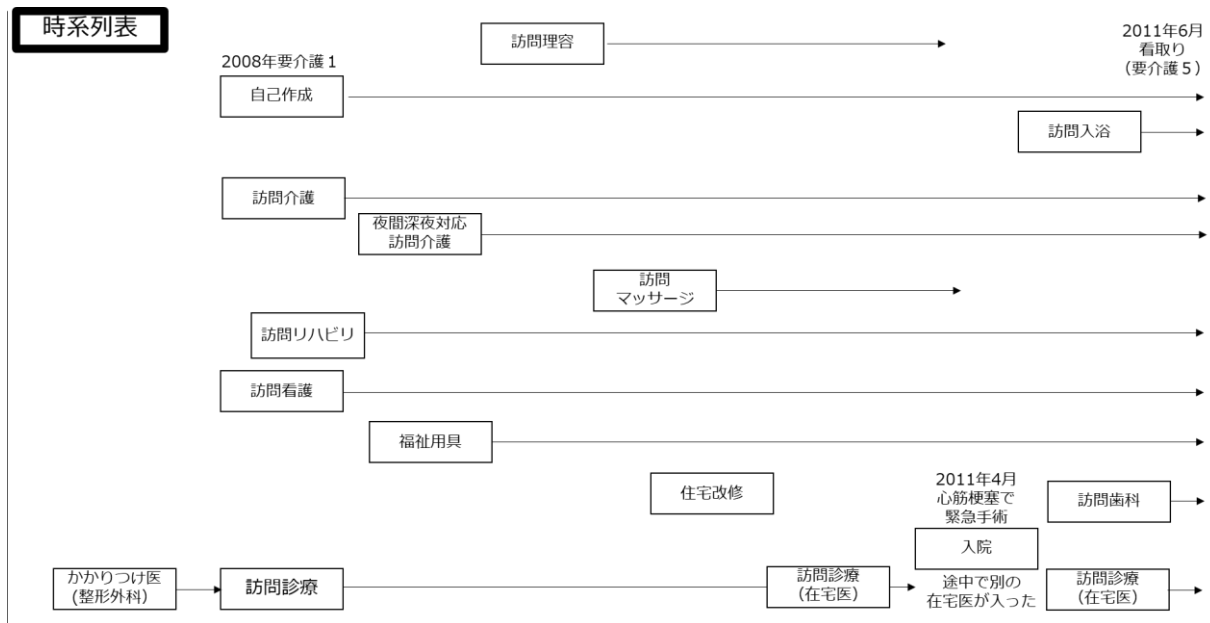 時系列表
訪問理容
2011年6月
看取り
（要介護５）
2008年要介護１
自己作成
訪問入浴
訪問介護
夜間深夜対応
訪問介護
訪問
マッサージ
訪問リハビリ
訪問看護
福祉用具
住宅改修
2011年4月
心筋梗塞で
緊急手術
訪問歯科
入院
かかりつけ医
(整形外科)
訪問診療
訪問診療
(在宅医)
途中で別の
在宅医が入った
訪問診療
(在宅医)